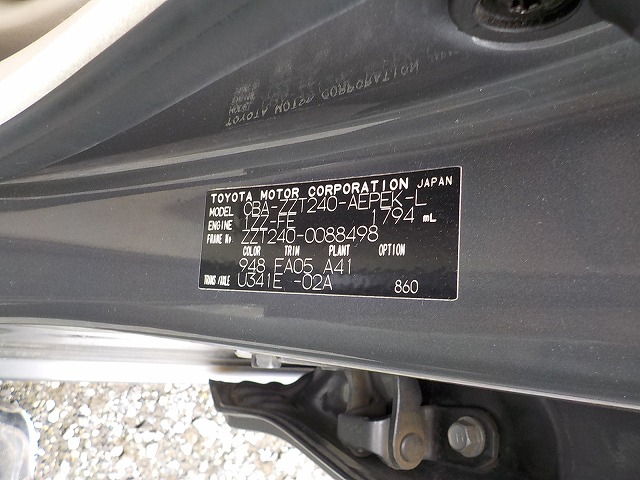 TOYOTA MOTOR CORPORATION JAPAN
MODEL CBA-ZZT240-AEPEK-L
ENGINE 1ZZ-FE 1794 mL
FRAME No. ZZT240-0088498
COLOR TRIM PLANT OPTION
948 FA05 A41
TRANS/AXLE U341E -02A 860